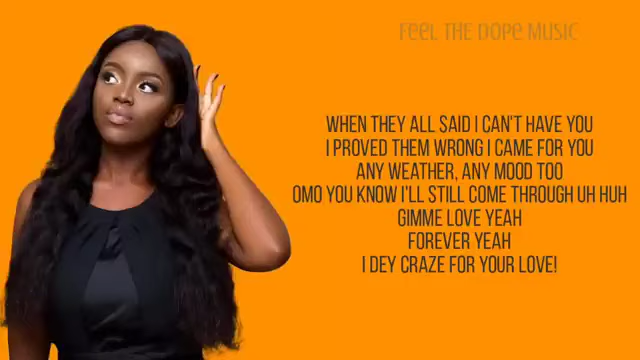 FEEL THE DOPE MUSIC
WHEN THEY ALL SAID I CAN'T HAVE YOU
I PROVED THEM WRONG I CAME FOR YOU
ANY WEATHER, ANY MOOD TOO
OMO YOU KNOW I'LL STILL COME THROUGH UH HUH
GIMME LOVE YEAH
FOREVER YEAH
I DEY CRAZE FOR YOUR LOVE!